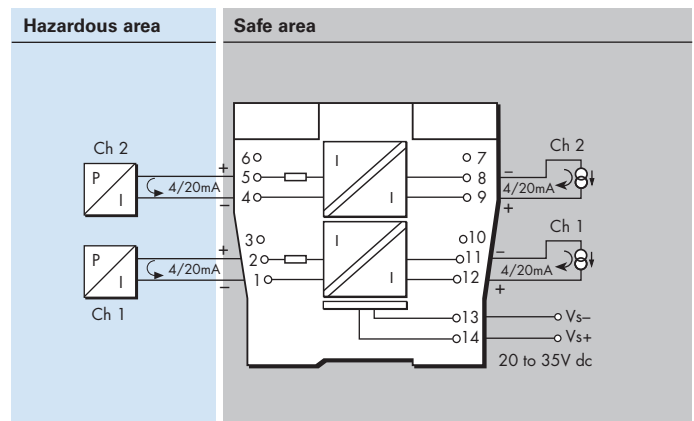 Hazardous area
Safe area
Ch 2
P
I
4/20mA
+
–
6
5
4
I
I
7
8
9
–
+
4/20mA
Ch 2
P
I
4/20mA
+
–
Ch 1
3
2
1
I
I
10
11
12
–
+
4/20mA
Ch 1
13
14
Vs–
Vs+
20 to 35V dc